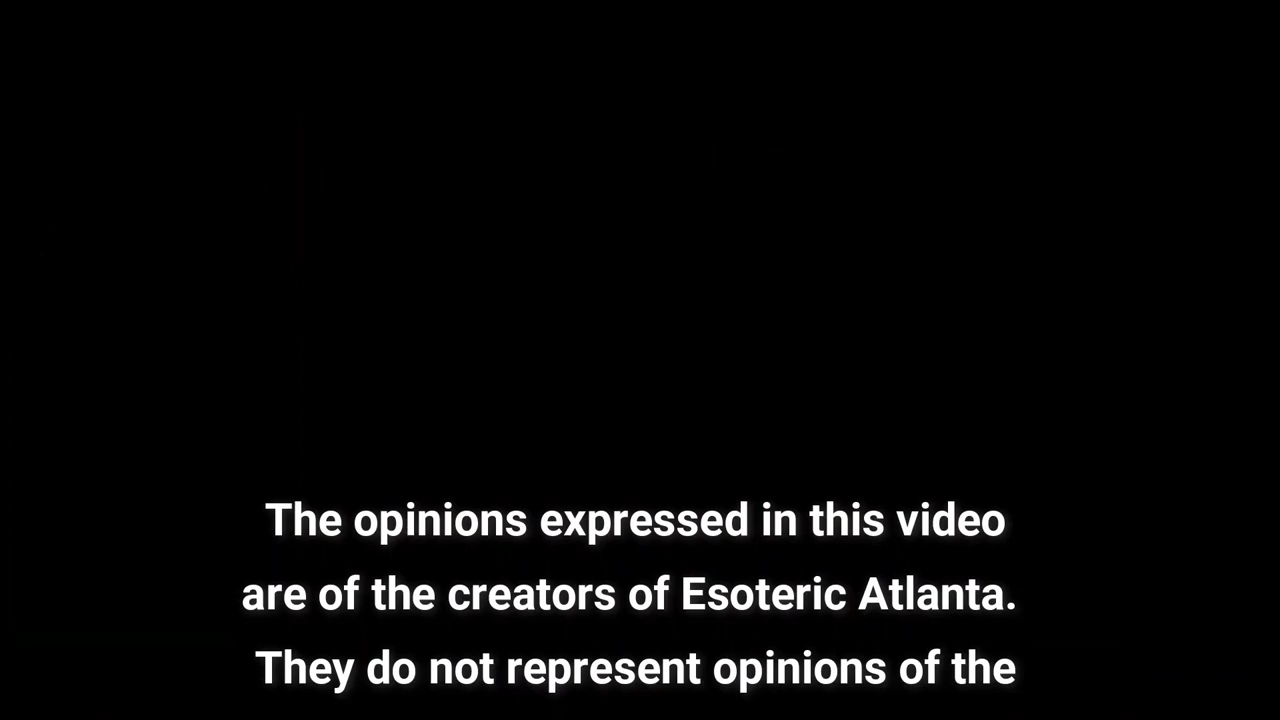 The opinions expressed in this video
are of the creators of Esoteric Atlanta.
They do not represent opinions of the